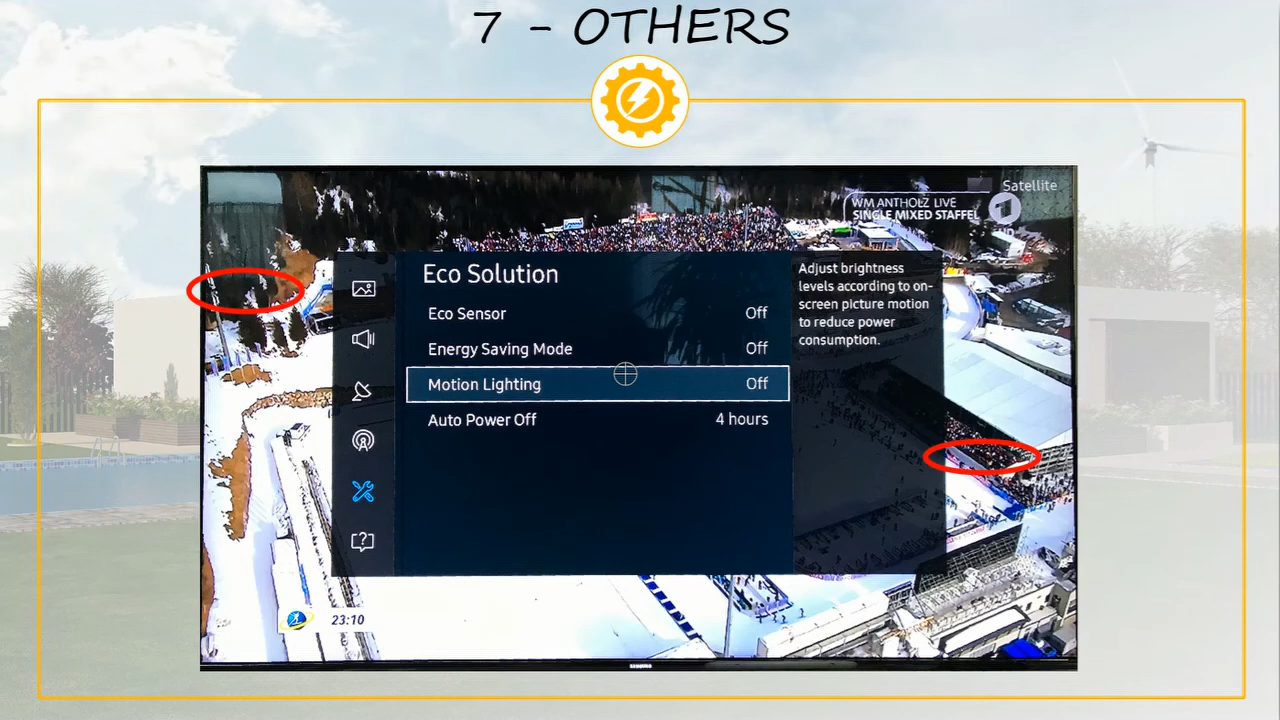 7 - OTHERS
Satellite
WM ANTHOLZ LIVE
SINGLE MIXED STAFFEL
1
Eco Solution
Eco Sensor Off
Energy Saving Mode Off
Motion Lighting Off
Auto Power Off 4 hours
Adjust brightness
levels according to on-
screen picture motion
to reduce power
consumption.
23:10
SAMSUNG